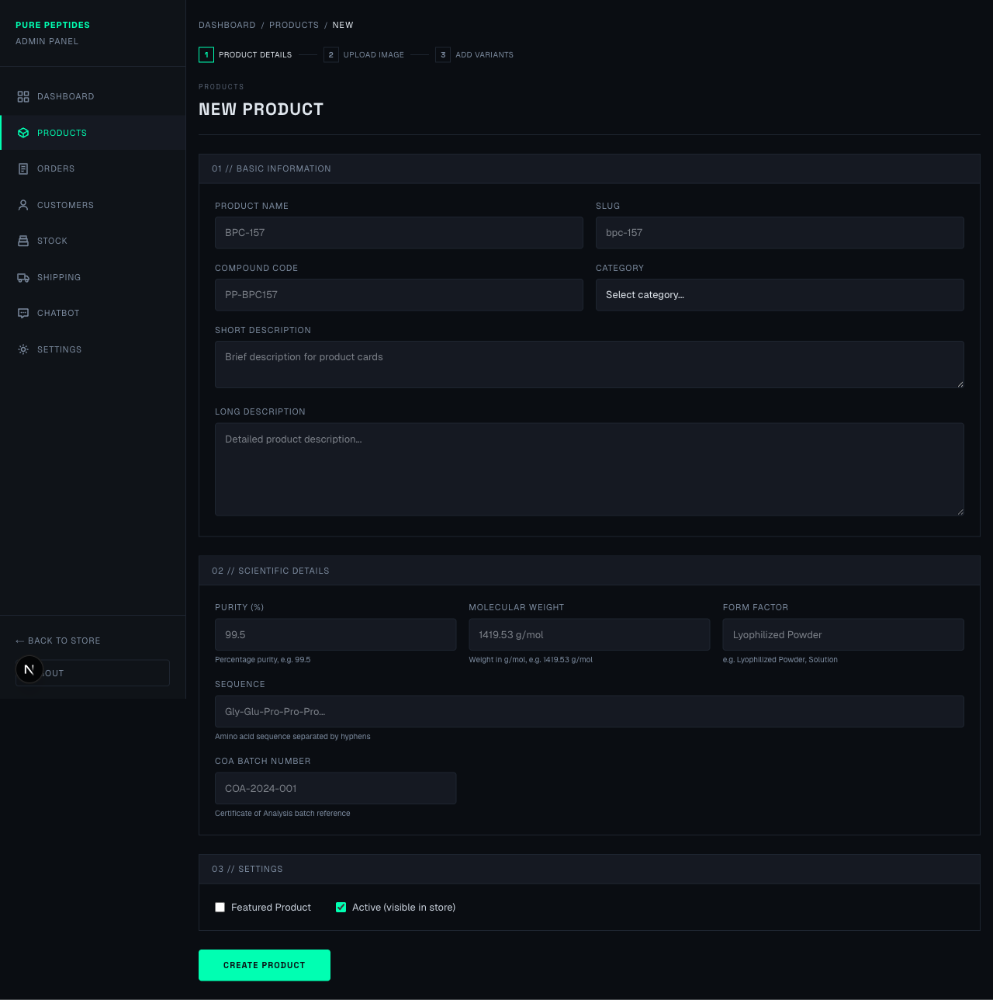 PURE PEPTIDES
ADMIN PANEL
DASHBOARD
PRODUCTS
ORDERS
CUSTOMERS
STOCK
SHIPPING
CHATBOT
SETTINGS
← BACK TO STORE
N
OUT
DASHBOARD / PRODUCTS / NEW
1 PRODUCT DETAILS 2 UPLOAD IMAGE 3 ADD VARIANTS
PRODUCTS
NEW PRODUCT
01 // BASIC INFORMATION
PRODUCT NAME SLUG
BPC-157 bpc-157
COMPOUND CODE CATEGORY
PP-BPC157 Select category...
SHORT DESCRIPTION
Brief description for product cards
LONG DESCRIPTION
Detailed product description...
02 // SCIENTIFIC DETAILS
PURITY (%) MOLECULAR WEIGHT FORM FACTOR
99.5 1419.53 g/mol Lyophilized Powder
Percentage purity, e.g. 99.5 Weight in g/mol, e.g. 1419.53 g/mol e.g. Lyophilized Powder, Solution
SEQUENCE
Gly-Glu-Pro-Pro-Pro...
Amino acid sequence separated by hyphens
COA BATCH NUMBER
COA-2024-001
Certificate of Analysis batch reference
03 // SETTINGS
Featured Product Active (visible in store)
CREATE PRODUCT